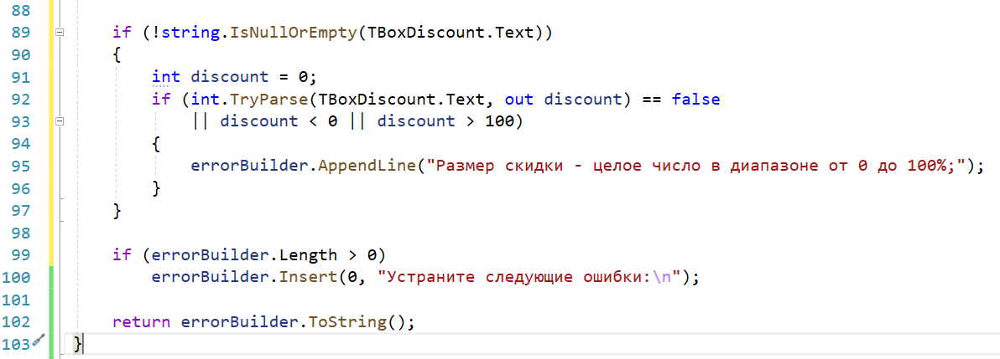 88
89 if (!string.IsNullOrEmpty(TBoxDiscount.Text))
90 {
91 int discount = 0;
92 if (int.TryParse(TBoxDiscount.Text, out discount) == false
93 || discount < 0 || discount > 100)
94 {
95 errorBuilder.AppendLine("Размер скидки - целое число в диапазоне от 0 до 100%;");
96 }
97 }
98
99 if (errorBuilder.Length > 0)
100 errorBuilder.Insert(0, "Устраните следующие ошибки:\n");
101
102 return errorBuilder.ToString();
103 }